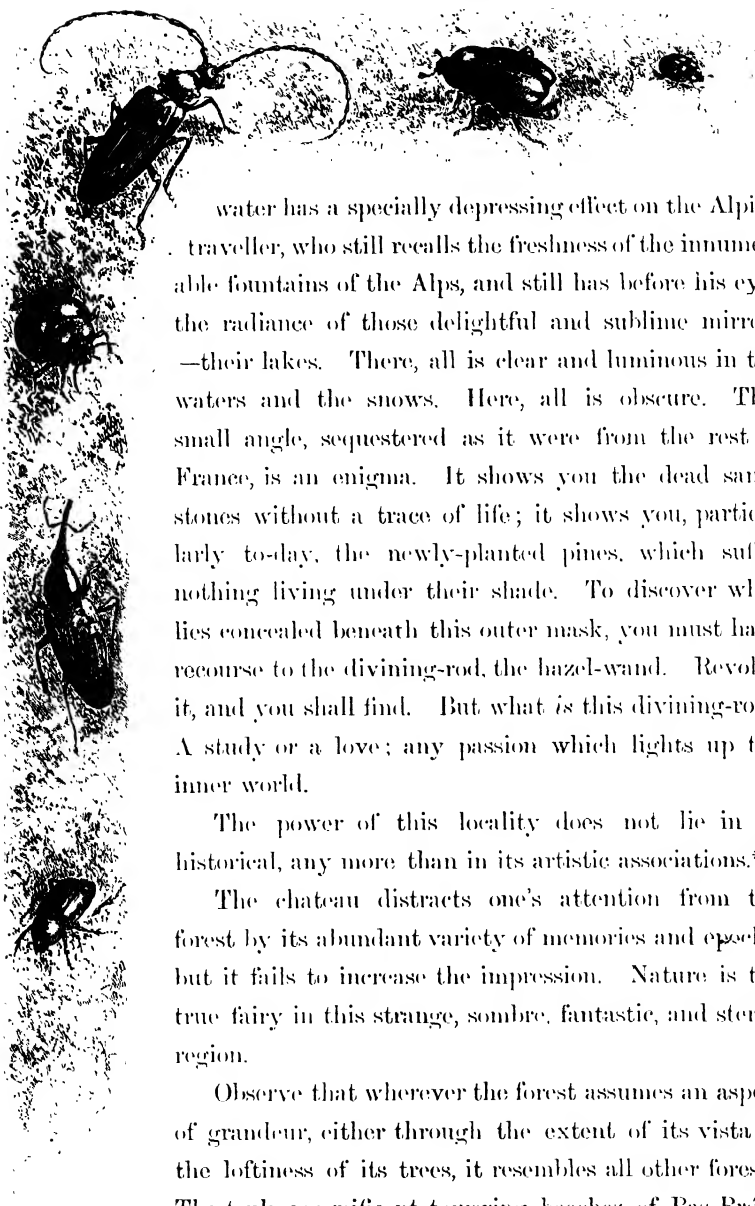 water has a specially depressing effect on the Alpi
traveller, who still recalls the freshness of the innume
able fountains of the Alps, and still has before his ey
the radiance of those delightful and sublime mirro
—their lakes. There, all is clear and luminous in t
waters and the snows. Here, all is obscure. Th
small angle, sequestered as it were from the rest
France, is an enigma. It shows you the dead san
stones without a trace of life; it shows you, partic
larly to-day, the newly-planted pines, which suff
nothing living under their shade. To discover wh
lies concealed beneath this outer mask, you must ha
recourse to the divining-rod, the hazel-wand. Revol
it, and you shall find. But what is this divining-ro
A study or a love; any passion which lights up t
inner world.
The power of this locality does not lie in
historical, any more than in its artistic associations.*
The chateau distracts one's attention from t
forest by its abundant variety of memories and epoch
but it fails to increase the impression. Nature is t
true fairy in this strange, sombre, fantastic, and ster
region.
Observe that wherever the forest assumes an aspe
of grandeur, either through the extent of its vista
the loftiness of its trees, it resembles all other fores